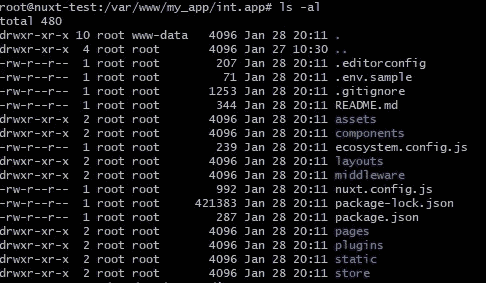 root@nuxt-test:/var/www/my_app/int.app# ls -al
total 480
drwxr-xr-x 10 root www-data   4096 Jan 28 20:11 .
drwxr-xr-x  4 root root       4096 Jan 27 10:30 ..
-rw-r--r--  1 root root        207 Jan 28 20:11 .editorconfig
-rw-r--r--  1 root root         71 Jan 28 20:11 .env.sample
-rw-r--r--  1 root root       1253 Jan 28 20:11 .gitignore
-rw-r--r--  1 root root        344 Jan 28 20:11 README.md
drwxr-xr-x  2 root root       4096 Jan 28 20:11 assets
drwxr-xr-x  2 root root       4096 Jan 28 20:11 components
-rw-r--r--  1 root root        239 Jan 28 20:11 ecosystem.config.js
drwxr-xr-x  2 root root       4096 Jan 28 20:11 layouts
drwxr-xr-x  2 root root       4096 Jan 28 20:11 middleware
-rw-r--r--  1 root root        992 Jan 28 20:11 nuxt.config.js
-rw-r--r--  1 root root     421383 Jan 28 20:11 package-lock.json
-rw-r--r--  1 root root        287 Jan 28 20:11 package.json
drwxr-xr-x  2 root root       4096 Jan 28 20:11 pages
drwxr-xr-x  2 root root       4096 Jan 28 20:11 plugins
drwxr-xr-x  2 root root       4096 Jan 28 20:11 static
drwxr-xr-x  2 root root       4096 Jan 28 20:11 store